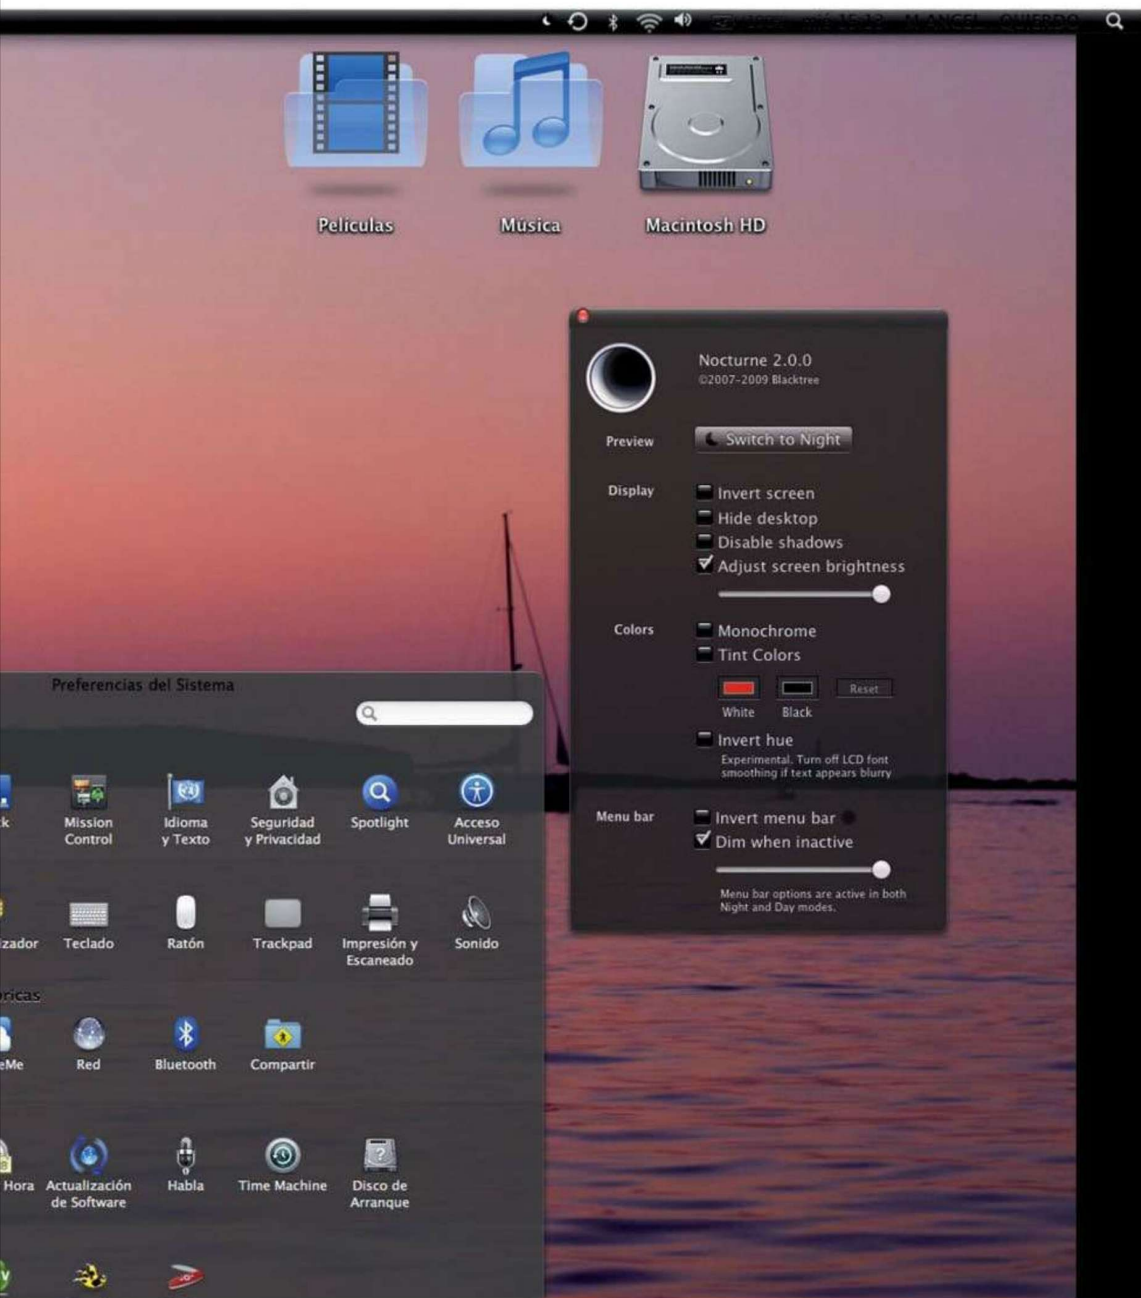 Películas
Música
Macintosh HD
Nocturne 2.0.0
©2007-2009 Blacktree
Preview
Switch to Night
Display
Invert screen
Hide desktop
Disable shadows
Adjust screen brightness
Colors
Monochrome
Tint Colors
Reset
White
Black
Invert hue
Experimental. Turn off LCD font
smoothing if text appears blurry
Menu bar
Invert menu bar
Dim when inactive
Menu bar options are active in both
Night and Day modes.
Preferencias del Sistema
Mission
Control
Idioma
y Texto
Seguridad
y Privacidad
Spotlight
Acceso
Universal
Teclado
Ratón
Trackpad
Impresión y
Escaneado
Sonido
Red
Bluetooth
Compartir
Hora
Actualización
de Software
Habla
Time Machine
Disco de
Arranque